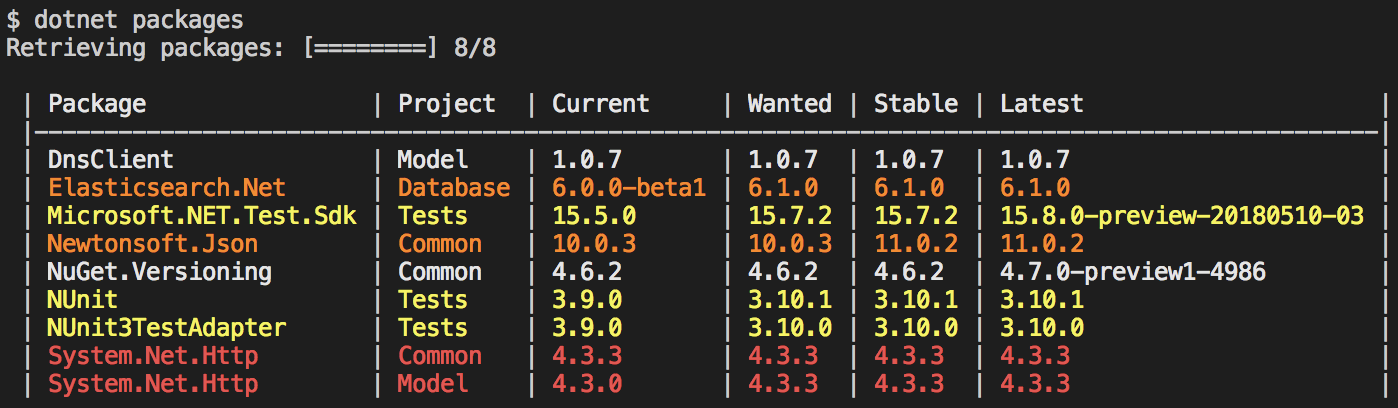 $ dotnet packages
Retrieving packages: [========] 8/8
| Package | Project | Current | Wanted | Stable | Latest |
|------------------------------------------------------------------------------------------------|
| DnsClient | Model | 1.0.7 | 1.0.7 | 1.0.7 | 1.0.7 |
| Elasticsearch.Net | Database | 6.0.0-beta1 | 6.1.0 | 6.1.0 | 6.1.0 |
| Microsoft.NET.Test.Sdk | Tests | 15.5.0 | 15.7.2 | 15.7.2 | 15.8.0-preview-20180510-03 |
| Newtonsoft.Json | Common | 10.0.3 | 10.0.3 | 11.0.2 | 11.0.2 |
| NuGet.Versioning | Common | 4.6.2 | 4.6.2 | 4.6.2 | 4.7.0-preview1-4986 |
| NUnit | Tests | 3.9.0 | 3.10.1 | 3.10.1 | 3.10.1 |
| NUnit3TestAdapter | Tests | 3.9.0 | 3.10.0 | 3.10.0 | 3.10.0 |
| System.Net.Http | Common | 4.3.3 | 4.3.3 | 4.3.3 | 4.3.3 |
| System.Net.Http | Model | 4.3.0 | 4.3.3 | 4.3.3 | 4.3.3 |